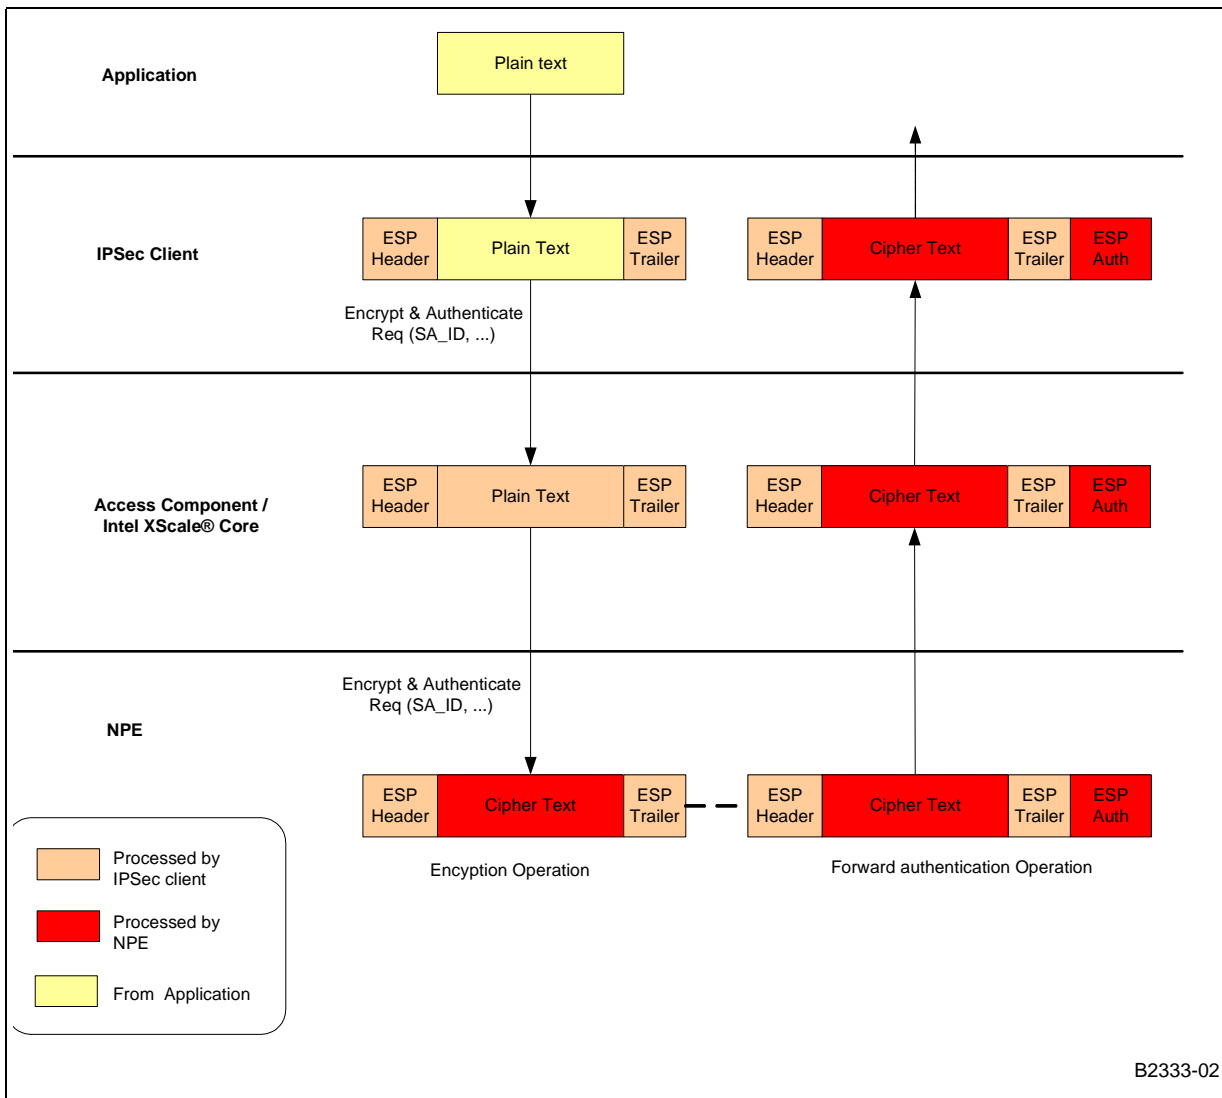 Application
Plain text
IPSec Client
ESP
Header
Plain Text
ESP
Trailer
ESP
Header
Cipher Text
ESP
Trailer
ESP
Auth
Encrypt & Authenticate
Req (SA_ID, ...)
Access Component /
Intel XScale® Core
ESP
Header
Plain Text
ESP
Trailer
ESP
Header
Cipher Text
ESP
Trailer
ESP
Auth
Encrypt & Authenticate
Req (SA_ID, ...)
NPE
ESP
Header
Cipher Text
ESP
Trailer
ESP
Header
Cipher Text
ESP
Trailer
ESP
Auth
Encyption Operation
Forward authentication Operation
Processed by
IPSec client
Processed by
NPE
From Application
B2333-02